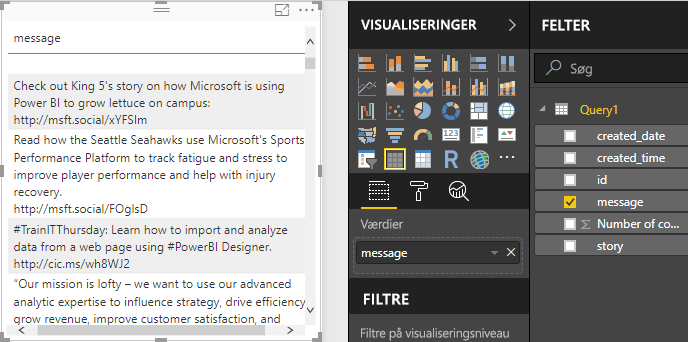 message
Check out King 5's story on how Microsoft is using
Power BI to grow lettuce on campus:
http://msft.social/xYFSIm
Read how the Seattle Seahawks use Microsoft's Sports
Performance Platform to track fatigue and stress to
improve player performance and help with injury
recovery.
http://msft.social/FOgIsD
#TrainITThursday: Learn how to import and analyze
data from a web page using #PowerBI Designer.
http://cic.ms/wh8WJ2
“Our mission is lofty – we want to use our advanced
analytic expertise to influence strategy, drive efficiency,
grow revenue, improve customer satisfaction, and
VISUALISERINGER
123
R
Værdier
message
FILTRE
Filtre på visualiseringsniveau
FELTER
Søg
Query1
created_date
created_time
id
message
Σ Number of co...
story